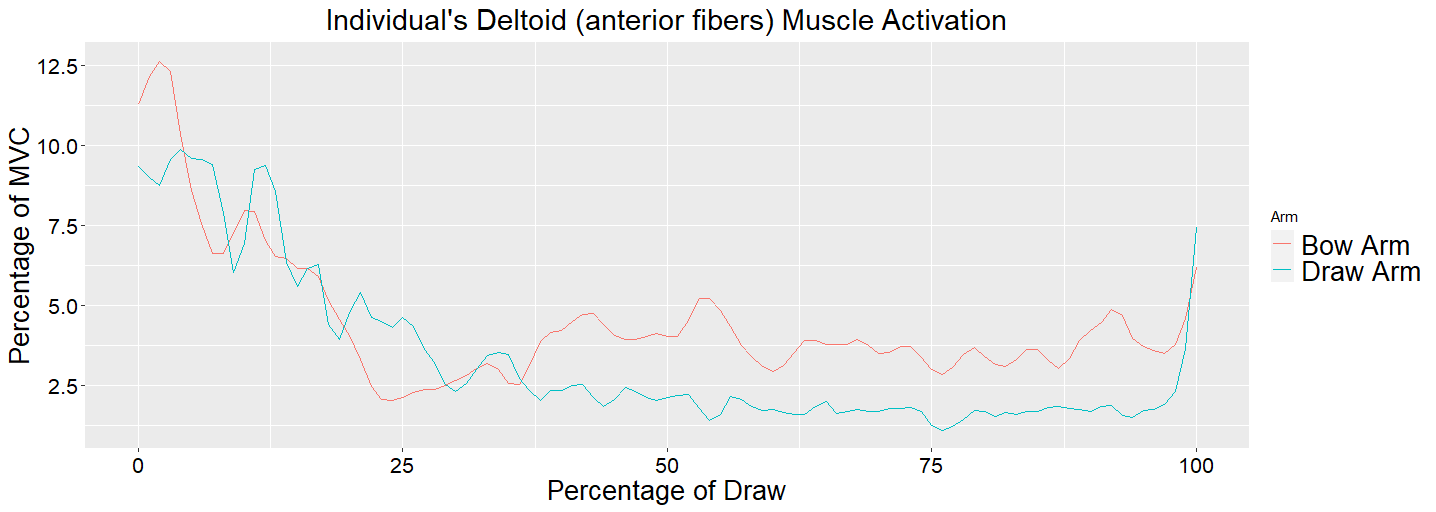 Individual's Deltoid (anterior fibers) Muscle Activation
Percentage of MVC
12.5
10.0
7.5
5.0
2.5
0
25
50
75
100
Percentage of Draw
Arm
Bow Arm
Draw Arm